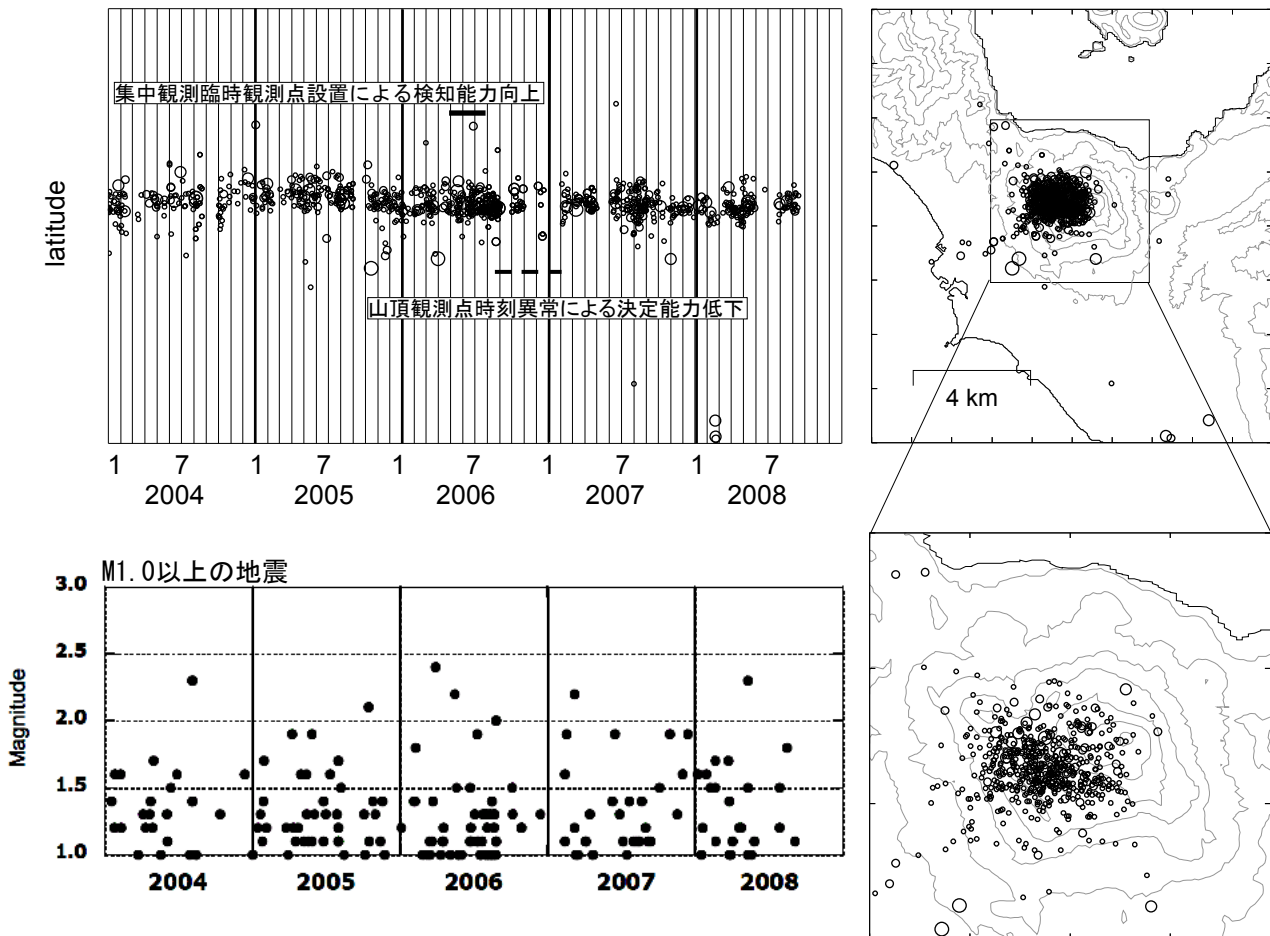 集中観測臨時観測点設置による検知能力向上
latitude
山頂観測点時刻異常による決定能力低下
1 7 1 7 1 7 1 7 1 7
2004 2005 2006 2007 2008
4 km
M1.0以上の地震
3.0
2.5
2.0
1.5
1.0
Magnitude
2004 2005 2006 2007 2008